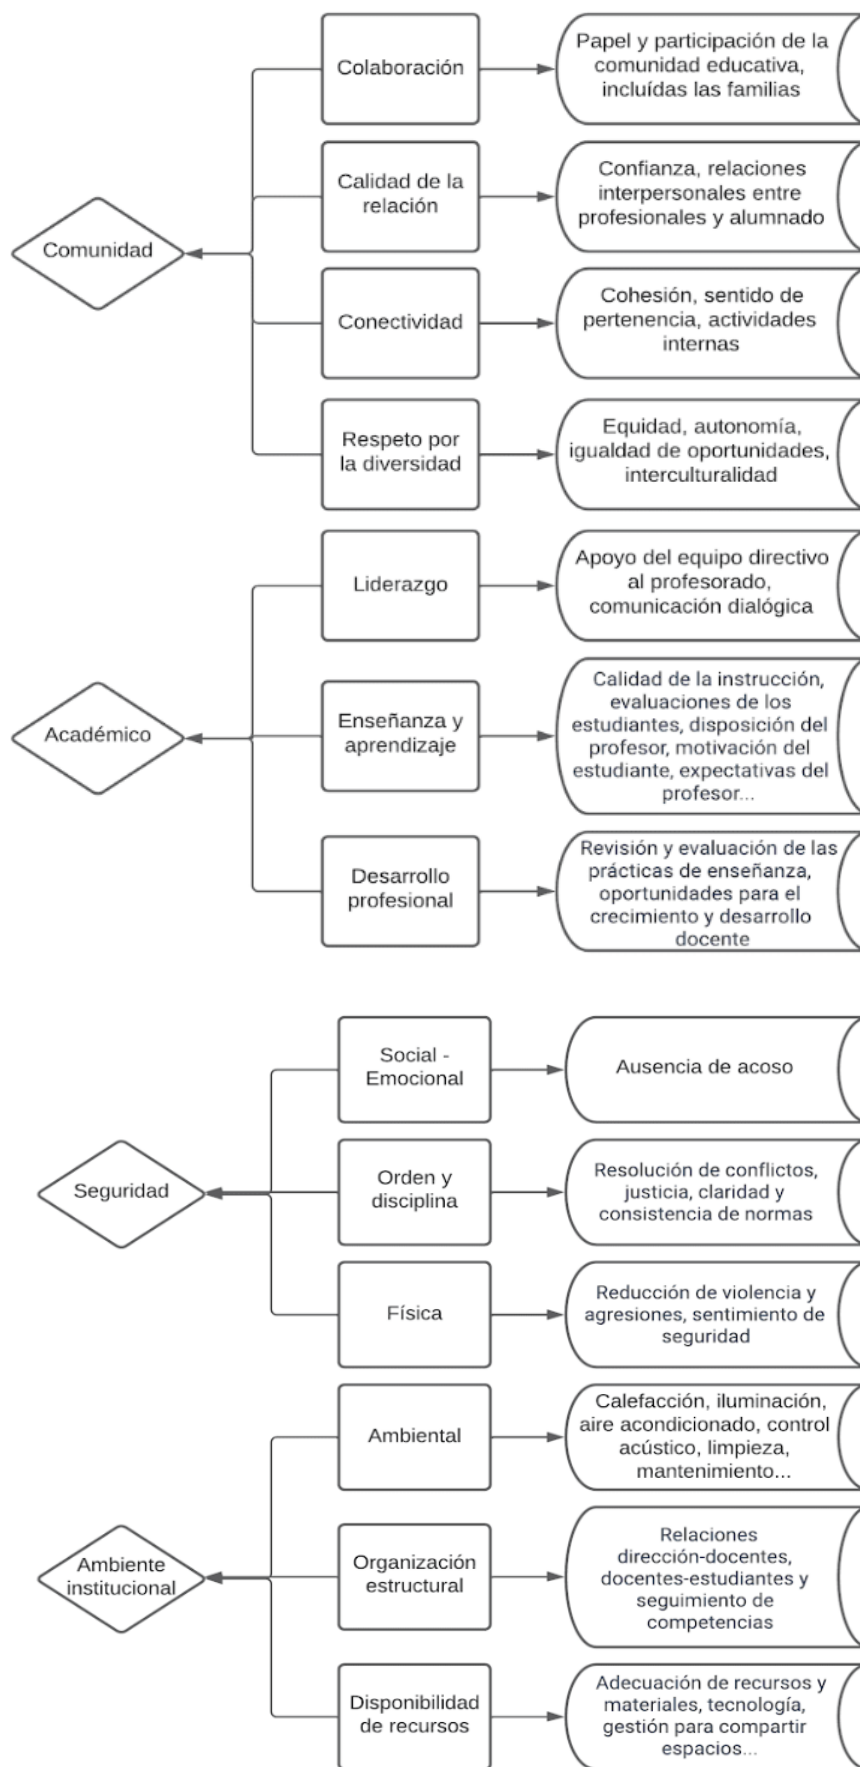 Colaboración
Papel y participación de la
comunidad educativa,
incluídas las familias
Calidad de la
relación
Confianza, relaciones
interpersonales entre
profesionales y alumnado
Comunidad
Conectividad
Cohesión, sentido de
pertenencia, actividades
internas
Respeto por
la diversidad
Equidad, autonomía,
igualdad de oportunidades,
interculturalidad
Liderazgo
Apoyo del equipo directivo
al profesorado,
comunicación dialógica
Académico
Enseñanza y
aprendizaje
Calidad de la instrucción,
evaluaciones de los
estudiantes, disposición del
profesor, motivación del
estudiante, expectativas del
profesor...
Desarrollo
profesional
Revisión y evaluación de las
prácticas de enseñanza,
oportunidades para el
crecimiento y desarrollo
docente
Social -
Emocional
Ausencia de acoso
Seguridad
Orden y
disciplina
Resolución de conflictos,
justicia, claridad y
consistencia de normas
Física
Reducción de violencia y
agresiones, sentimiento de
seguridad
Ambiental
Calefacción, iluminación,
aire acondicionado, control
acústico, limpieza,
mantenimiento...
Ambiente
institucional
Organización
estructural
Relaciones
dirección-docentes,
docentes-estudiantes y
seguimiento de
competencias
Disponibilidad
de recursos
Adecuación de recursos y
materiales, tecnología,
gestión para compartir
espacios...